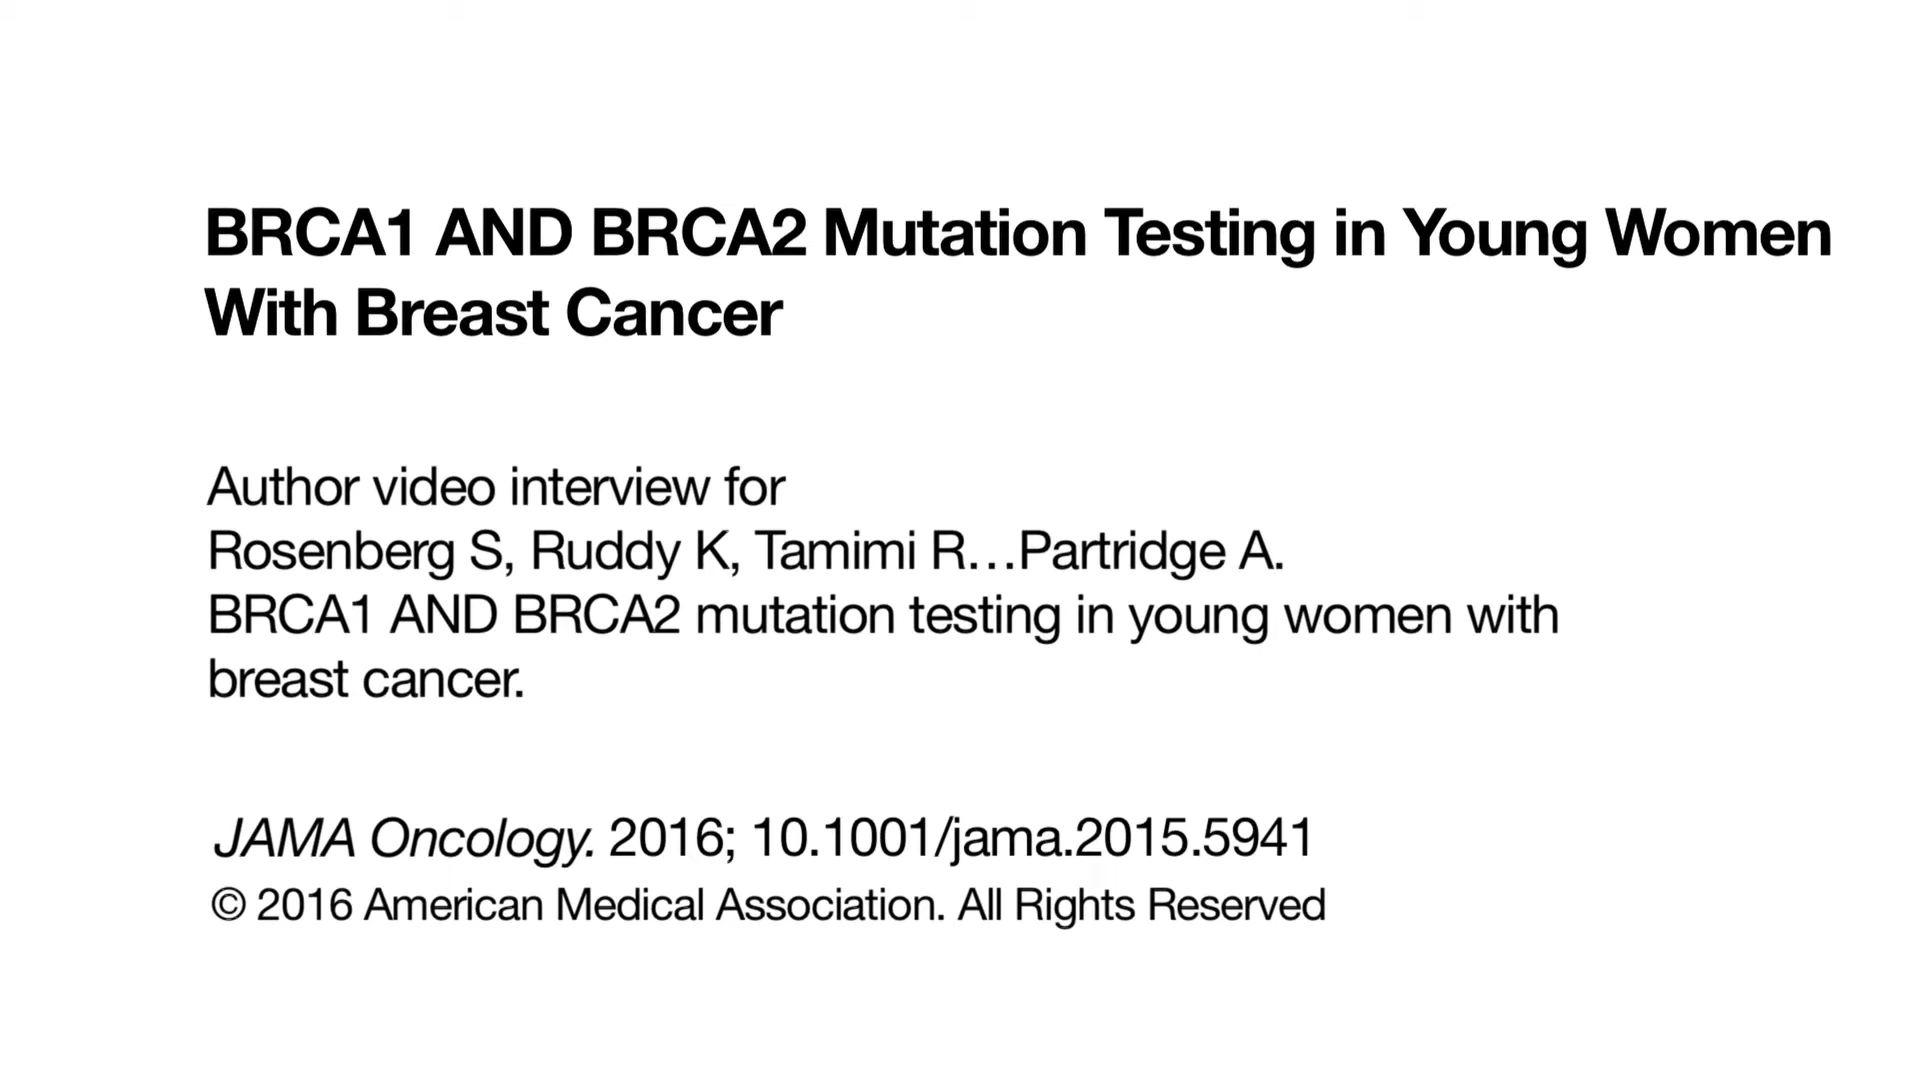 BRCA1 AND BRCA2 Mutation Testing in Young Women
With Breast Cancer
Author video interview for
Rosenberg S, Ruddy K, Tamimi R…Partridge A.
BRCA1 AND BRCA2 mutation testing in young women with
breast cancer.
JAMA Oncology. 2016; 10.1001/jama.2015.5941
© 2016 American Medical Association. All Rights Reserved